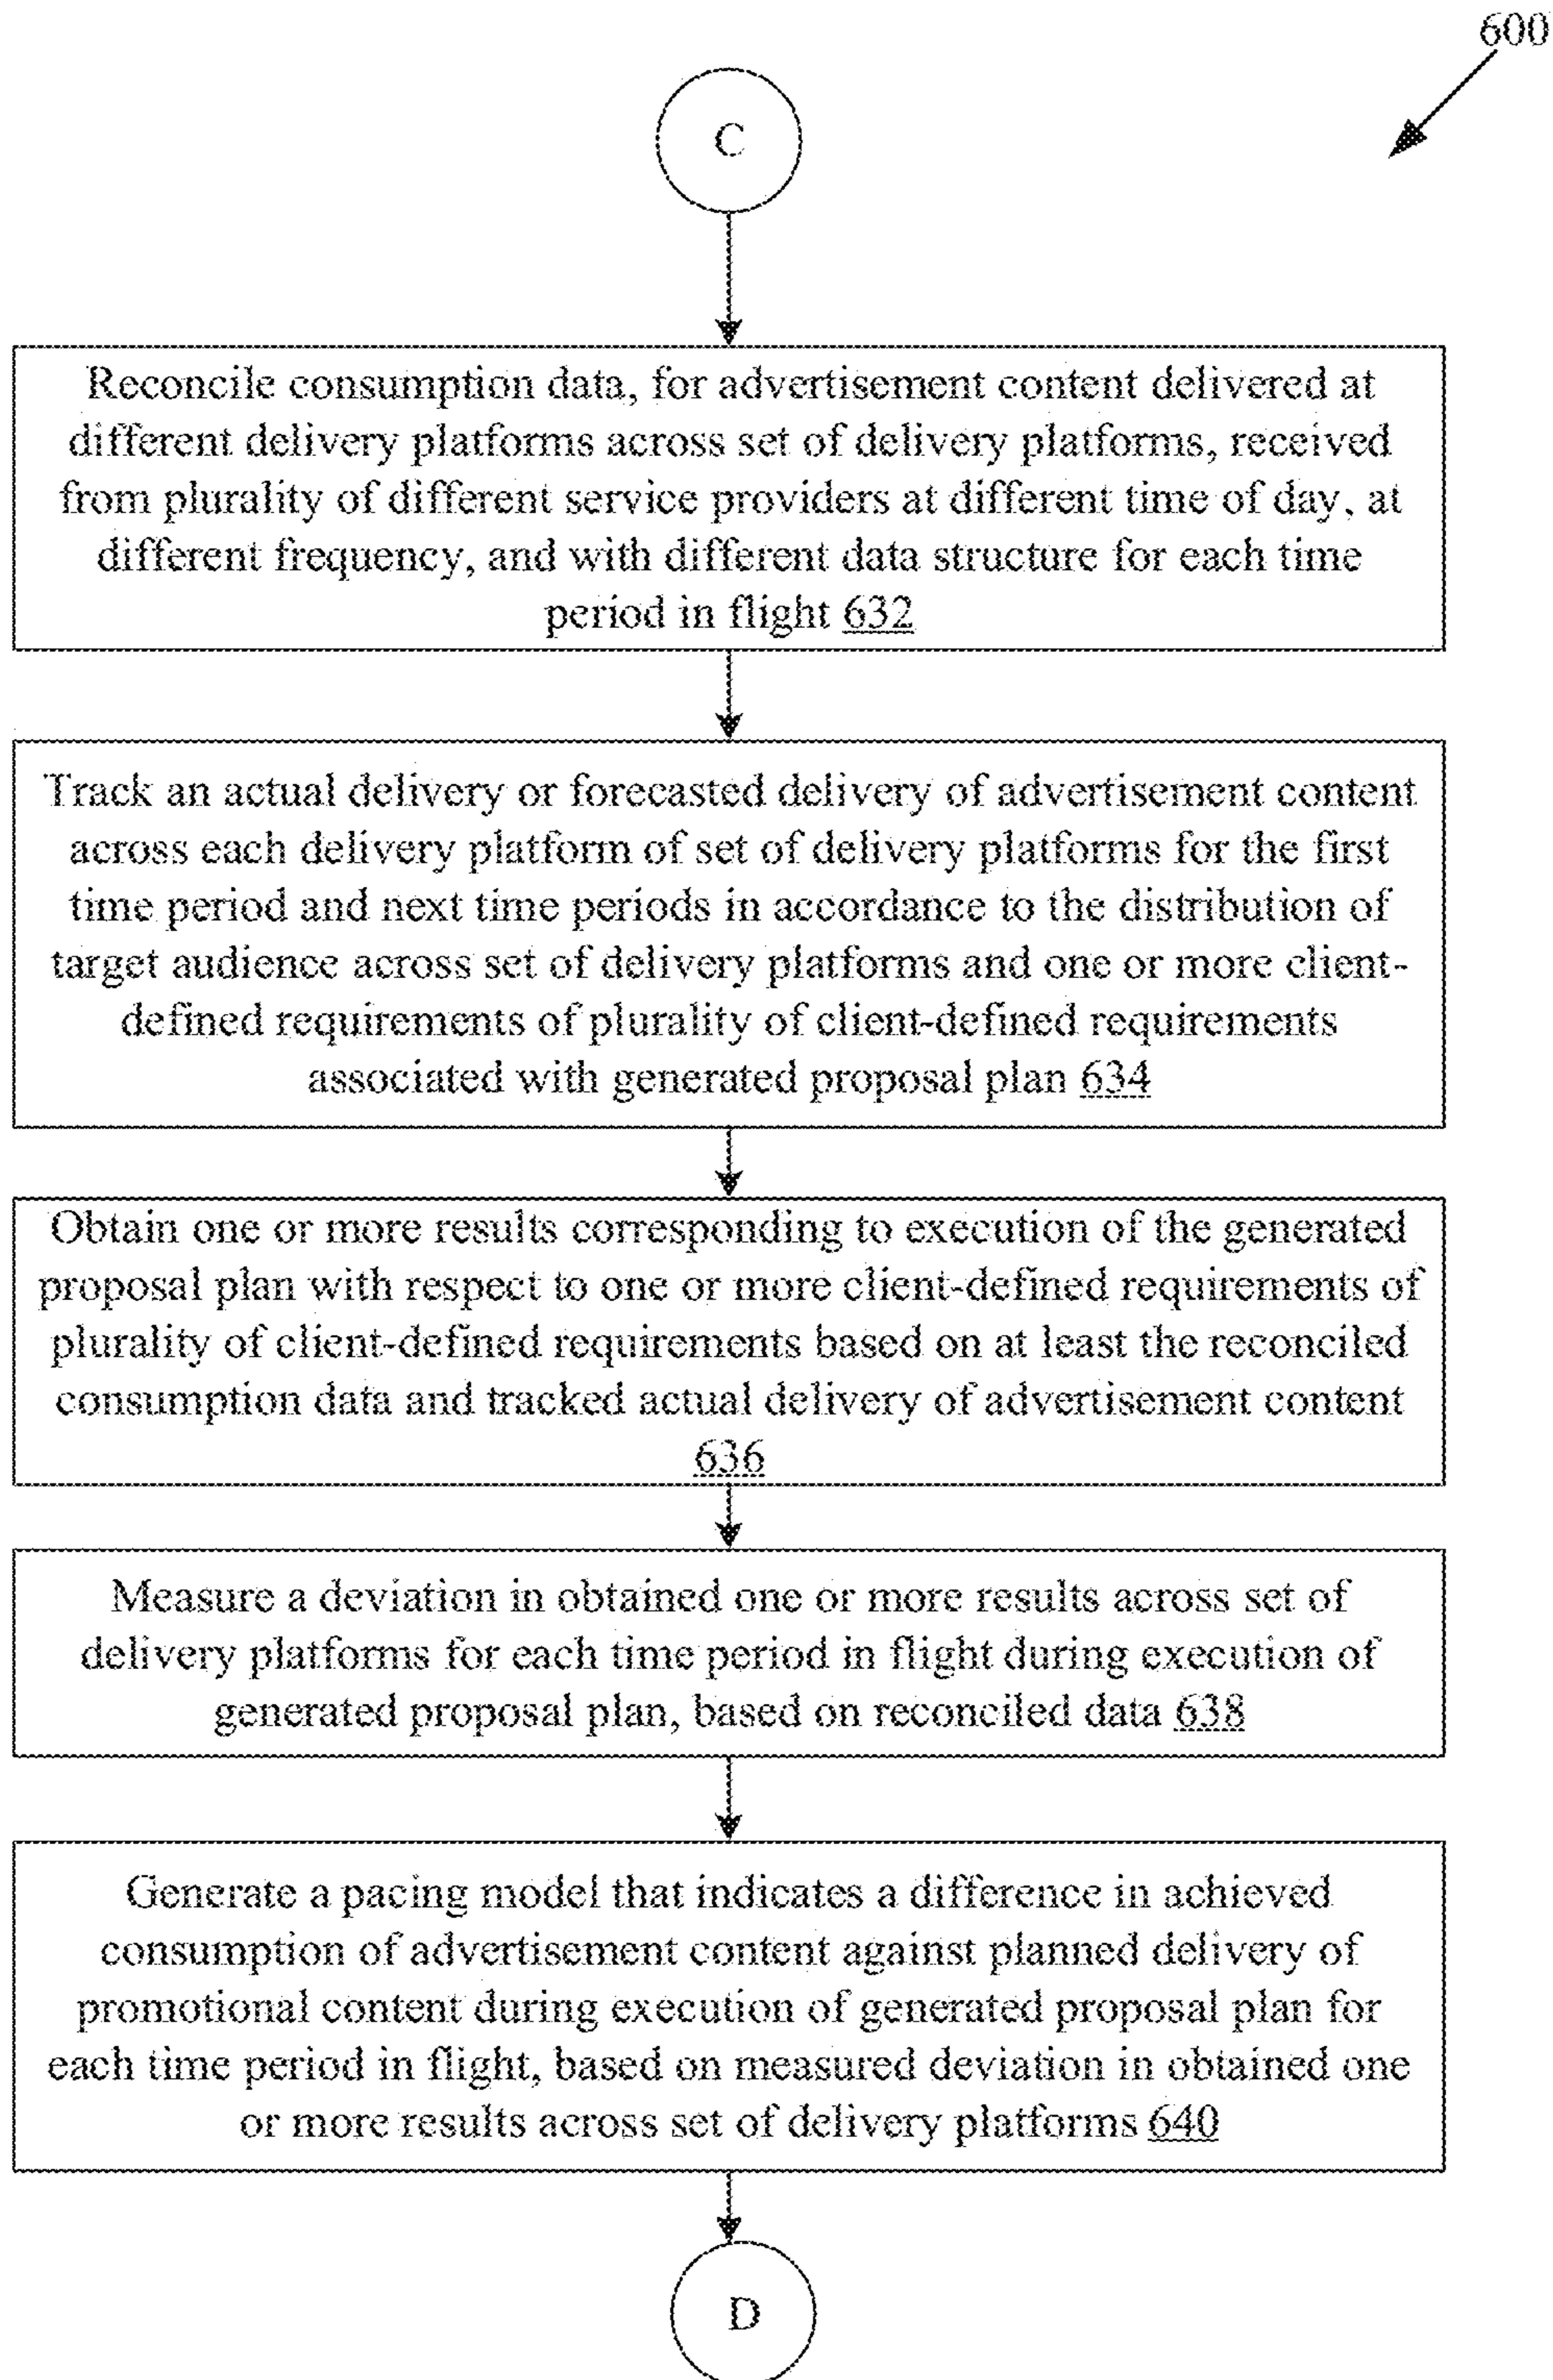 600
C
Reconcile consumption data, for advertisement content delivered at
different delivery platforms across set of delivery platforms, received
from plurality of different service providers at different time of day, at
different frequency, and with different data structure for each time
period in flight 632
Track an actual delivery or forecasted delivery of advertisement content
across each delivery platform of set of delivery platforms for the first
time period and next time periods in accordance to the distribution of
target audience across set of delivery platforms and one or more client-
defined requirements of plurality of client-defined requirements
associated with generated proposal plan 634
Obtain one or more results corresponding to execution of the generated
proposal plan with respect to one or more client-defined requirements of
plurality of client-defined requirements based on at least the reconciled
consumption data and tracked actual delivery of advertisement content
636
Measure a deviation in obtained one or more results across set of
delivery platforms for each time period in flight during execution of
generated proposal plan, based on reconciled data 638
Generate a pacing model that indicates a difference in achieved
consumption of advertisement content against planned delivery of
promotional content during execution of generated proposal plan for
each time period in flight, based on measured deviation in obtained one
or more results across set of delivery platforms 640
D